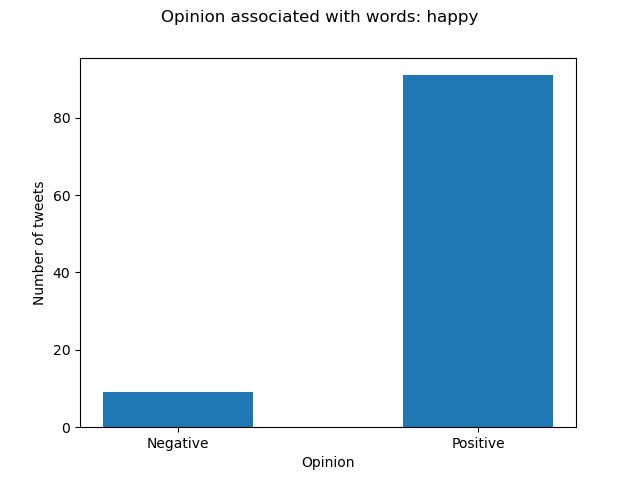 Opinion associated with words: happy
80
60
40
20
0
Number of tweets
Negative
Positive
Opinion